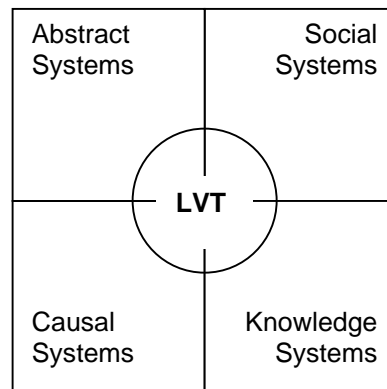 Abstract
Systems
Social
Systems
LVT
Causal
Systems
Knowledge
Systems